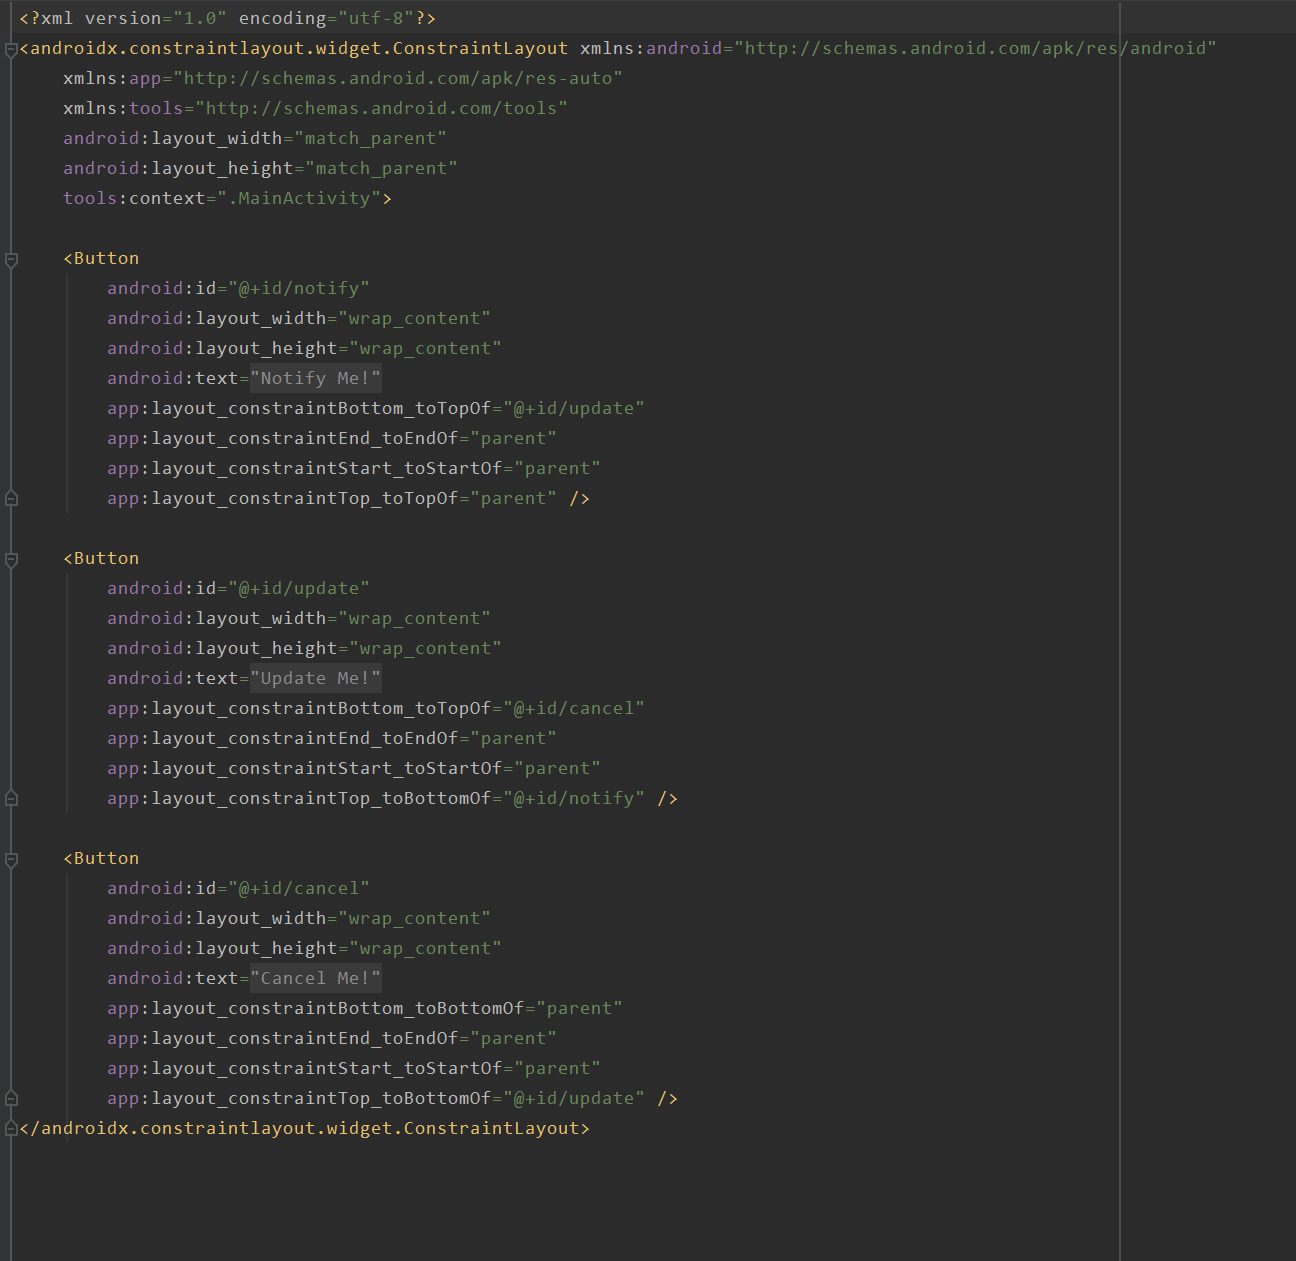 <?xml version="1.0" encoding="utf-8"?>
<androidx.constraintlayout.widget.ConstraintLayout xmlns:android="http://schemas.android.com/apk/res/android"
    xmlns:app="http://schemas.android.com/apk/res-auto"
    xmlns:tools="http://schemas.android.com/tools"
    android:layout_width="match_parent"
    android:layout_height="match_parent"
    tools:context=".MainActivity">

    <Button
        android:id="@+id/notify"
        android:layout_width="wrap_content"
        android:layout_height="wrap_content"
        android:text="Notify Me!"
        app:layout_constraintBottom_toTopOf="@+id/update"
        app:layout_constraintEnd_toEndOf="parent"
        app:layout_constraintStart_toStartOf="parent"
        app:layout_constraintTop_toTopOf="parent" />

    <Button
        android:id="@+id/update"
        android:layout_width="wrap_content"
        android:layout_height="wrap_content"
        android:text="Update Me!"
        app:layout_constraintBottom_toTopOf="@+id/cancel"
        app:layout_constraintEnd_toEndOf="parent"
        app:layout_constraintStart_toStartOf="parent"
        app:layout_constraintTop_toBottomOf="@+id/notify" />

    <Button
        android:id="@+id/cancel"
        android:layout_width="wrap_content"
        android:layout_height="wrap_content"
        android:text="Cancel Me!"
        app:layout_constraintBottom_toBottomOf="parent"
        app:layout_constraintEnd_toEndOf="parent"
        app:layout_constraintStart_toStartOf="parent"
        app:layout_constraintTop_toBottomOf="@+id/update" />
</androidx.constraintlayout.widget.ConstraintLayout>